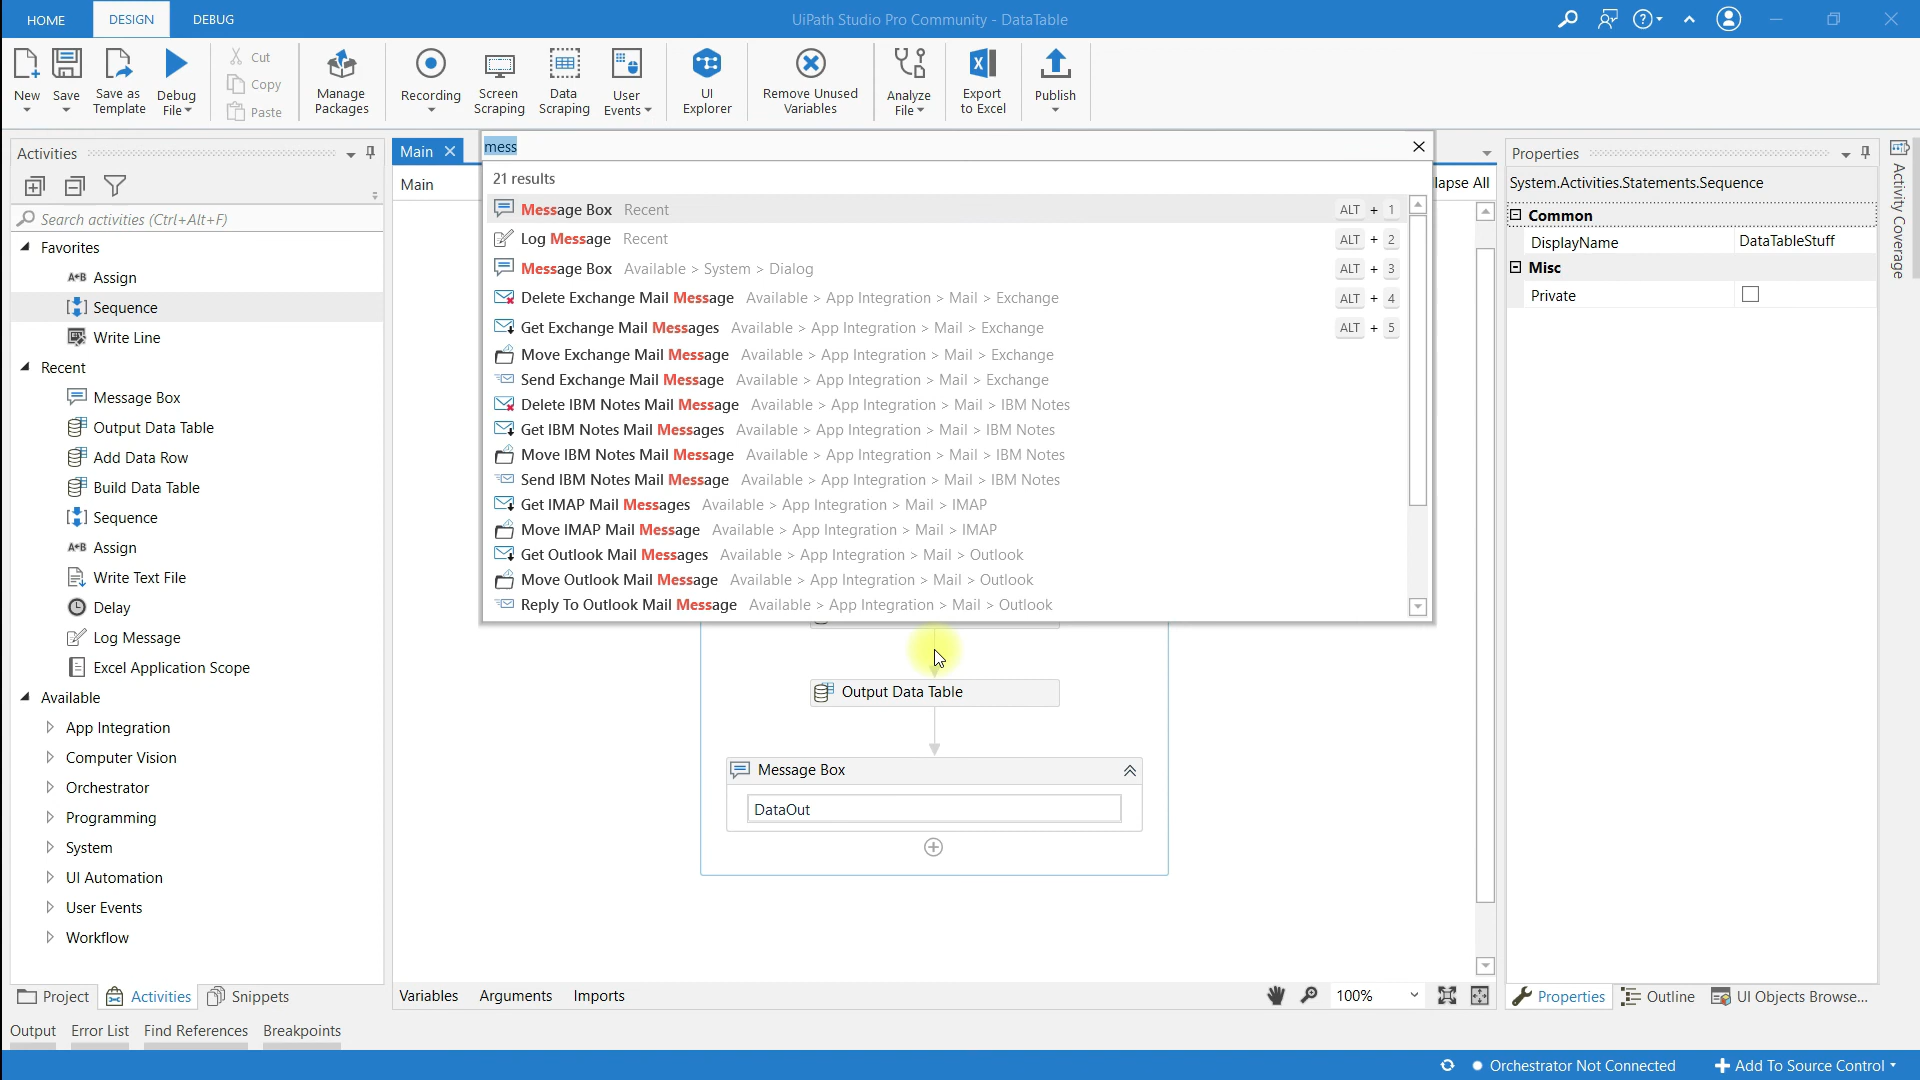 HOME DESIGN DEBUG
UiPath Studio Pro Community - DataTable
New
Save
Save as
Template
Debug
File
Cut
Copy
Paste
Manage
Packages
Recording
Screen
Scraping
Data
Scraping
User
Events
UI
Explorer
Remove Unused
Variables
Analyze
File
Export
to Excel
Publish
Activities
Search activities (Ctrl+Alt+F)
Favorites
Assign
Sequence
Write Line
Recent
Message Box
Output Data Table
Add Data Row
Build Data Table
Sequence
Assign
Write Text File
Delay
Log Message
Excel Application Scope
Available
App Integration
Computer Vision
Orchestrator
Programming
System
UI Automation
User Events
Workflow
Project Activities Snippets
Main
Main
lapse All
mess
21 results
Message Box Recent ALT + 1
Log Message Recent ALT + 2
Message Box Available > System > Dialog ALT + 3
Delete Exchange Mail Message Available > App Integration > Mail > Exchange ALT + 4
Get Exchange Mail Messages Available > App Integration > Mail > Exchange ALT + 5
Move Exchange Mail Message Available > App Integration > Mail > Exchange
Send Exchange Mail Message Available > App Integration > Mail > Exchange
Delete IBM Notes Mail Message Available > App Integration > Mail > IBM Notes
Get IBM Notes Mail Messages Available > App Integration > Mail > IBM Notes
Move IBM Notes Mail Message Available > App Integration > Mail > IBM Notes
Send IBM Notes Mail Message Available > App Integration > Mail > IBM Notes
Get IMAP Mail Messages Available > App Integration > Mail > IMAP
Move IMAP Mail Message Available > App Integration > Mail > IMAP
Get Outlook Mail Messages Available > App Integration > Mail > Outlook
Move Outlook Mail Message Available > App Integration > Mail > Outlook
Reply To Outlook Mail Message Available > App Integration > Mail > Outlook
Output Data Table
Message Box
DataOut
Variables Arguments Imports
100%
Properties
System.Activities.Statements.Sequence
Common
DisplayName DataTableStuff
Misc
Private
Activity Coverage
Properties Outline UI Objects Browse...
Output Error List Find References Breakpoints
Orchestrator Not Connected Add To Source Control